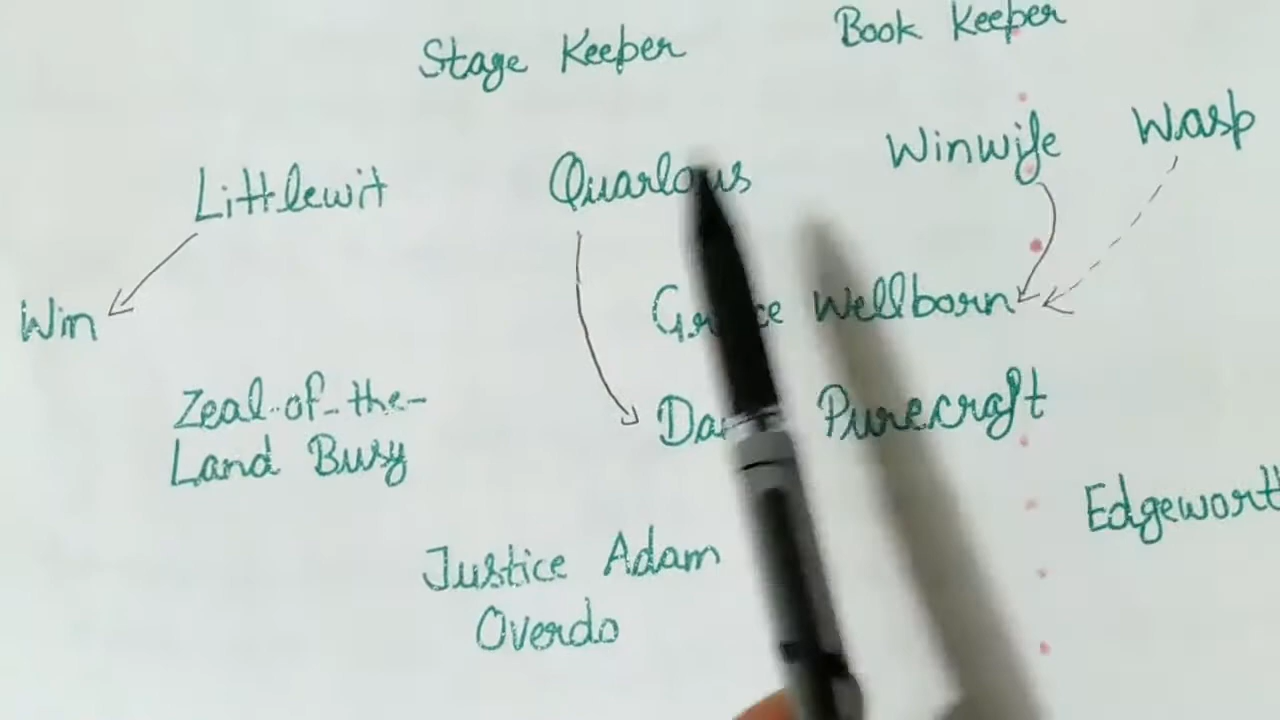 Stage Keeper
Book Keeper
Littlewit
Quarlous
Winwife
Wasp
Win
Wellborn
Zeal-of-the-
Land Busy
Purecraft
Edgewort
Justice Adam
Overdo